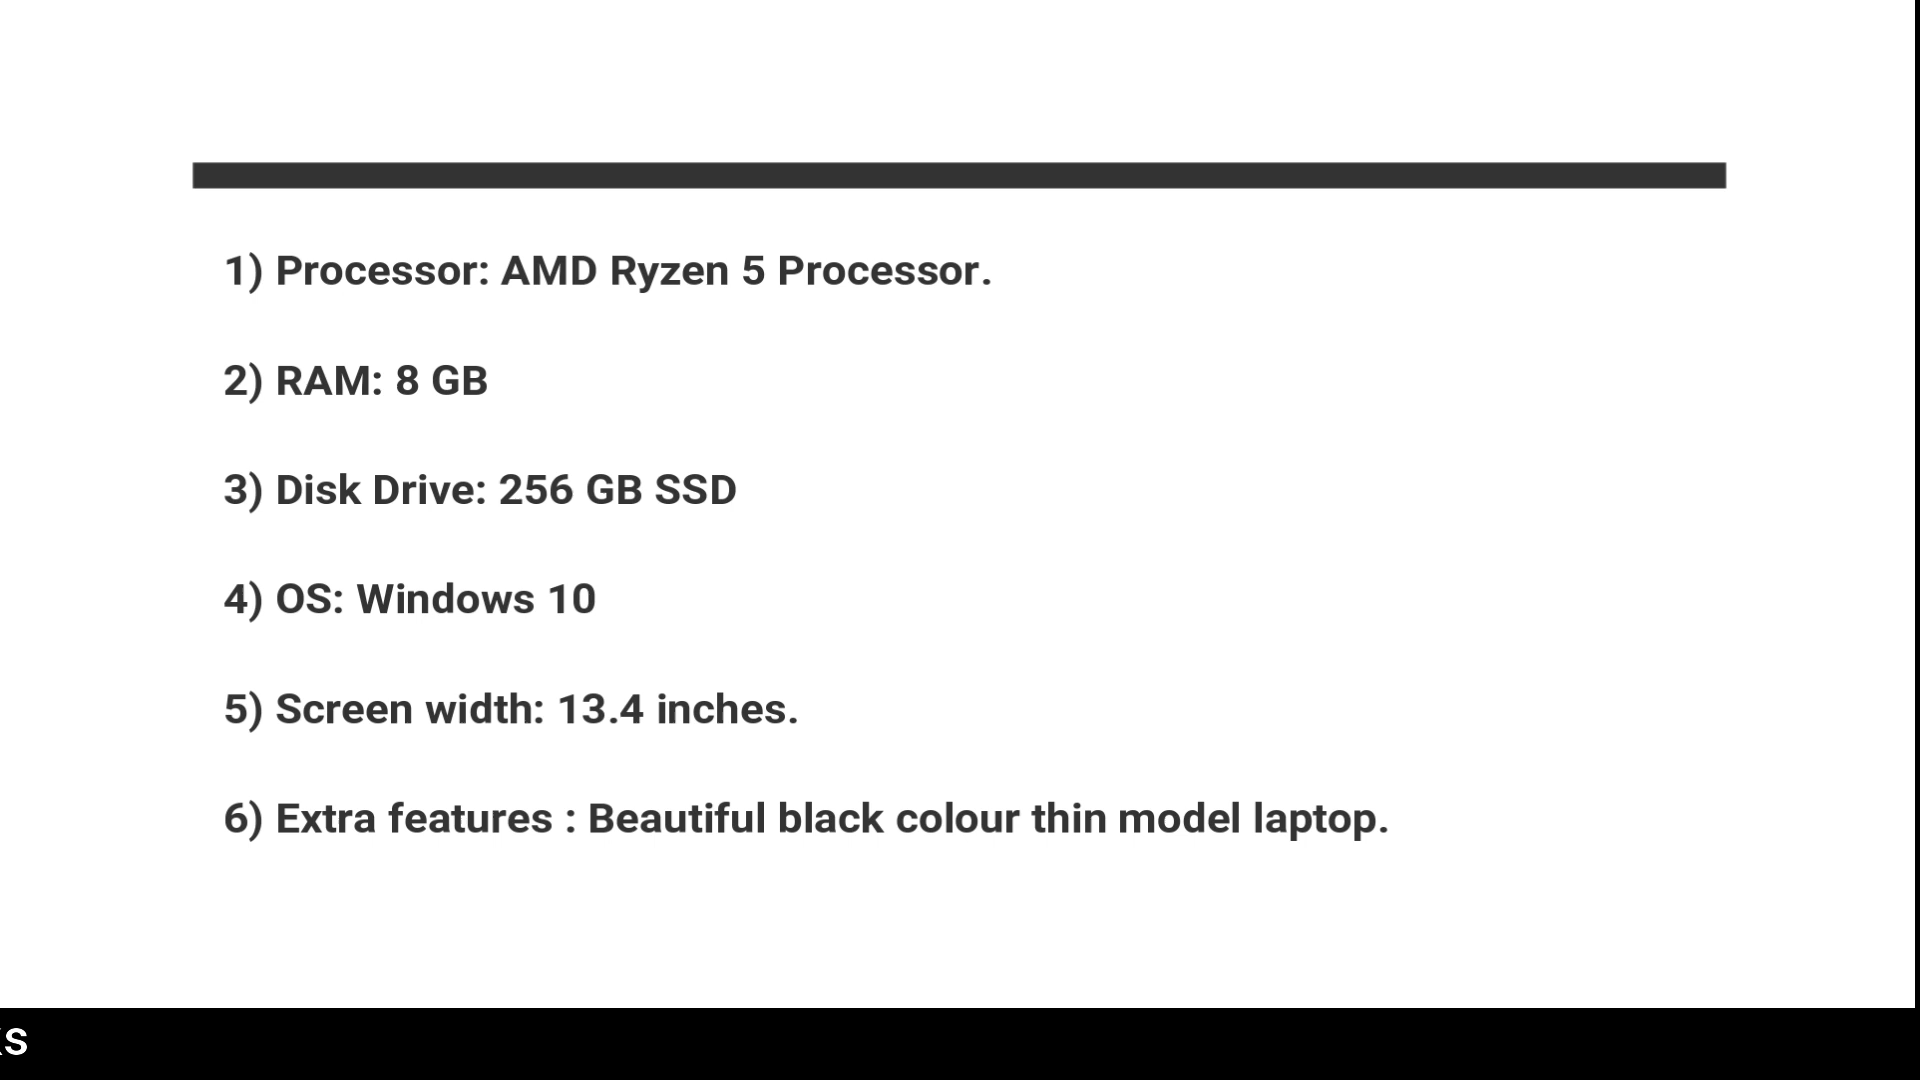 1) Processor: AMD Ryzen 5 Processor.
2) RAM: 8 GB
3) Disk Drive: 256 GB SSD
4) OS: Windows 10
5) Screen width: 13.4 inches.
6) Extra features : Beautiful black colour thin model laptop.